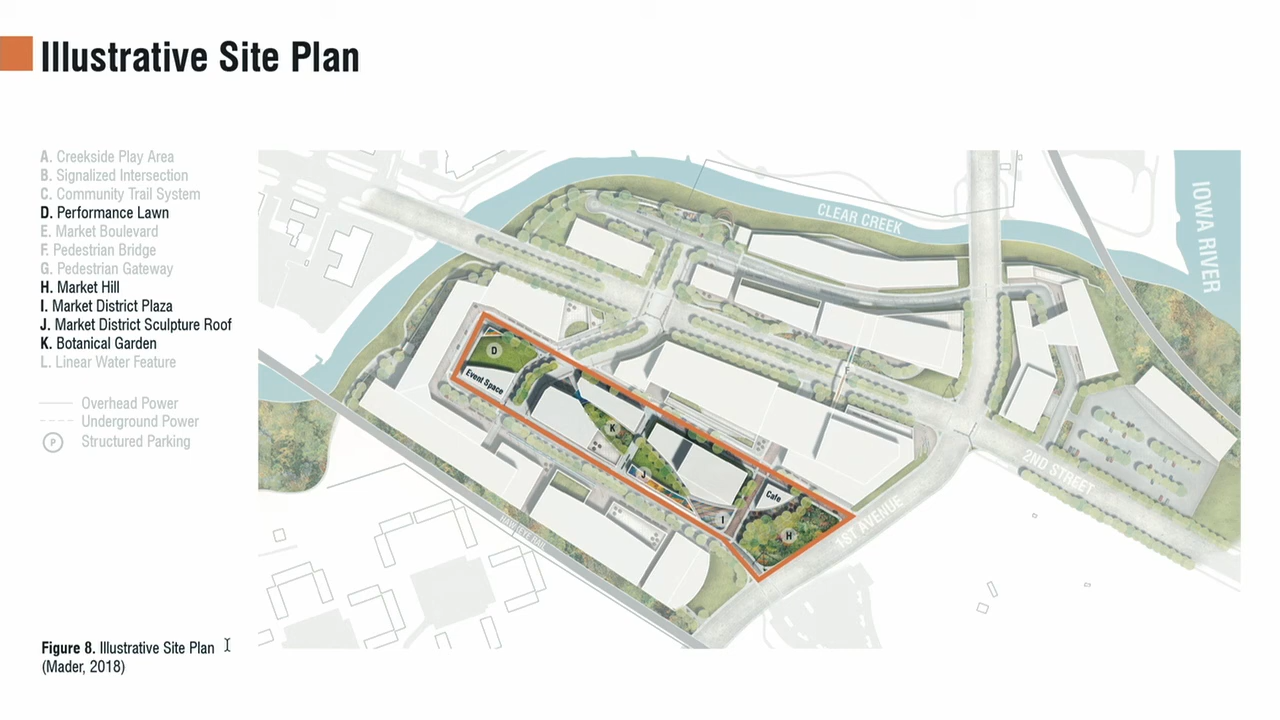 Illustrative Site Plan
A. Creekside Play Area
B. Signalized Intersection
C. Community Trail System
D. Performance Lawn
E. Market Boulevard
F. Pedestrian Bridge
G. Pedestrian Gateway
H. Market Hill
I. Market District Plaza
J. Market District Sculpture Roof
K. Botanical Garden
L. Linear Water Feature
Overhead Power
Underground Power
P Structured Parking
CLEAR CREEK
IOWA RIVER
D
Event Space
F
K
J
Cafe
I
H
2ND STREET
1ST AVENUE
HAWKEYE RAIL
Figure 8. Illustrative Site Plan
(Mader, 2018)